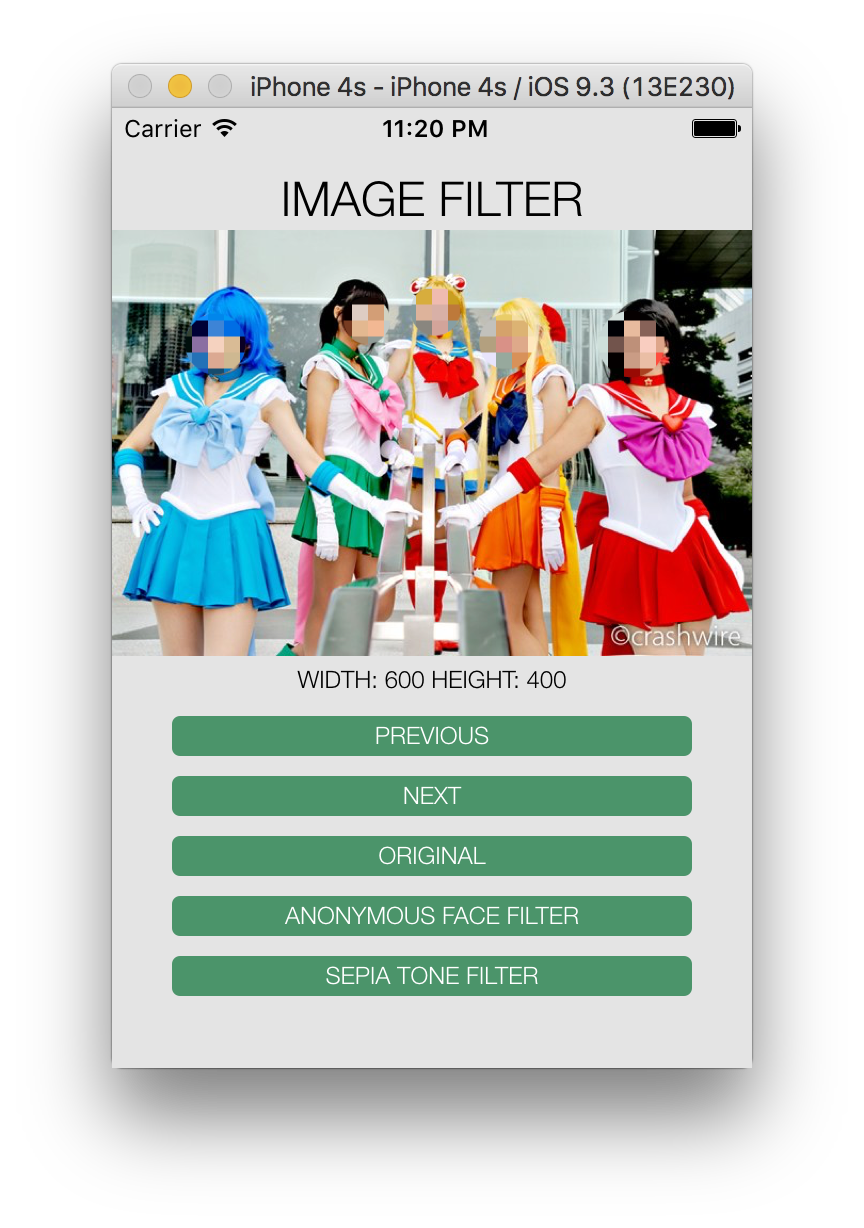 iPhone 4s - iPhone 4s / iOS 9.3 (13E230)
Carrier 11:20 PM
IMAGE FILTER
©crashwire
WIDTH: 600 HEIGHT: 400
PREVIOUS
NEXT
ORIGINAL
ANONYMOUS FACE FILTER
SEPIA TONE FILTER